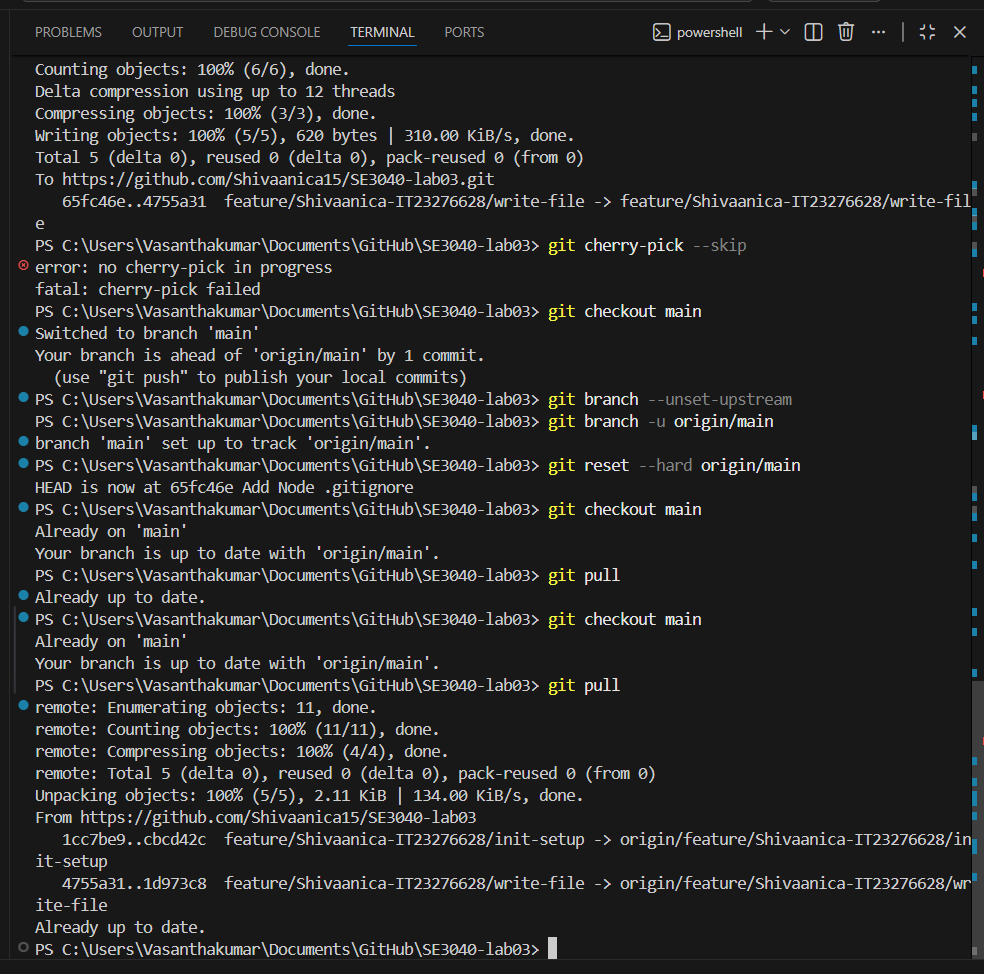 PROBLEMS OUTPUT DEBUG CONSOLE TERMINAL PORTS powershell
Counting objects: 100% (6/6), done.
Delta compression using up to 12 threads
Compressing objects: 100% (3/3), done.
Writing objects: 100% (5/5), 620 bytes | 310.00 KiB/s, done.
Total 5 (delta 0), reused 0 (delta 0), pack-reused 0 (from 0)
To https://github.com/Shivaanica15/SE3040-lab03.git
65fc46e..4755a31  feature/Shivaanica-IT23276628/write-file -> feature/Shivaanica-IT23276628/write-fil
e
PS C:\Users\Vasanthakumar\Documents\GitHub\SE3040-lab03> git cherry-pick --skip
error: no cherry-pick in progress
fatal: cherry-pick failed
PS C:\Users\Vasanthakumar\Documents\GitHub\SE3040-lab03> git checkout main
Switched to branch 'main'
Your branch is ahead of 'origin/main' by 1 commit.
(use "git push" to publish your local commits)
PS C:\Users\Vasanthakumar\Documents\GitHub\SE3040-lab03> git branch --unset-upstream
PS C:\Users\Vasanthakumar\Documents\GitHub\SE3040-lab03> git branch -u origin/main
branch 'main' set up to track 'origin/main'.
PS C:\Users\Vasanthakumar\Documents\GitHub\SE3040-lab03> git reset --hard origin/main
HEAD is now at 65fc46e Add Node .gitignore
PS C:\Users\Vasanthakumar\Documents\GitHub\SE3040-lab03> git checkout main
Already on 'main'
Your branch is up to date with 'origin/main'.
PS C:\Users\Vasanthakumar\Documents\GitHub\SE3040-lab03> git pull
Already up to date.
PS C:\Users\Vasanthakumar\Documents\GitHub\SE3040-lab03> git checkout main
Already on 'main'
Your branch is up to date with 'origin/main'.
PS C:\Users\Vasanthakumar\Documents\GitHub\SE3040-lab03> git pull
remote: Enumerating objects: 11, done.
remote: Counting objects: 100% (11/11), done.
remote: Compressing objects: 100% (4/4), done.
remote: Total 5 (delta 0), reused 0 (delta 0), pack-reused 0 (from 0)
Unpacking objects: 100% (5/5), 2.11 KiB | 134.00 KiB/s, done.
From https://github.com/Shivaanica15/SE3040-lab03
1cc7be9..cbcd42c  feature/Shivaanica-IT23276628/init-setup -> origin/feature/Shivaanica-IT23276628/in
it-setup
4755a31..1d973c8  feature/Shivaanica-IT23276628/write-file -> origin/feature/Shivaanica-IT23276628/wr
ite-file
Already up to date.
PS C:\Users\Vasanthakumar\Documents\GitHub\SE3040-lab03>